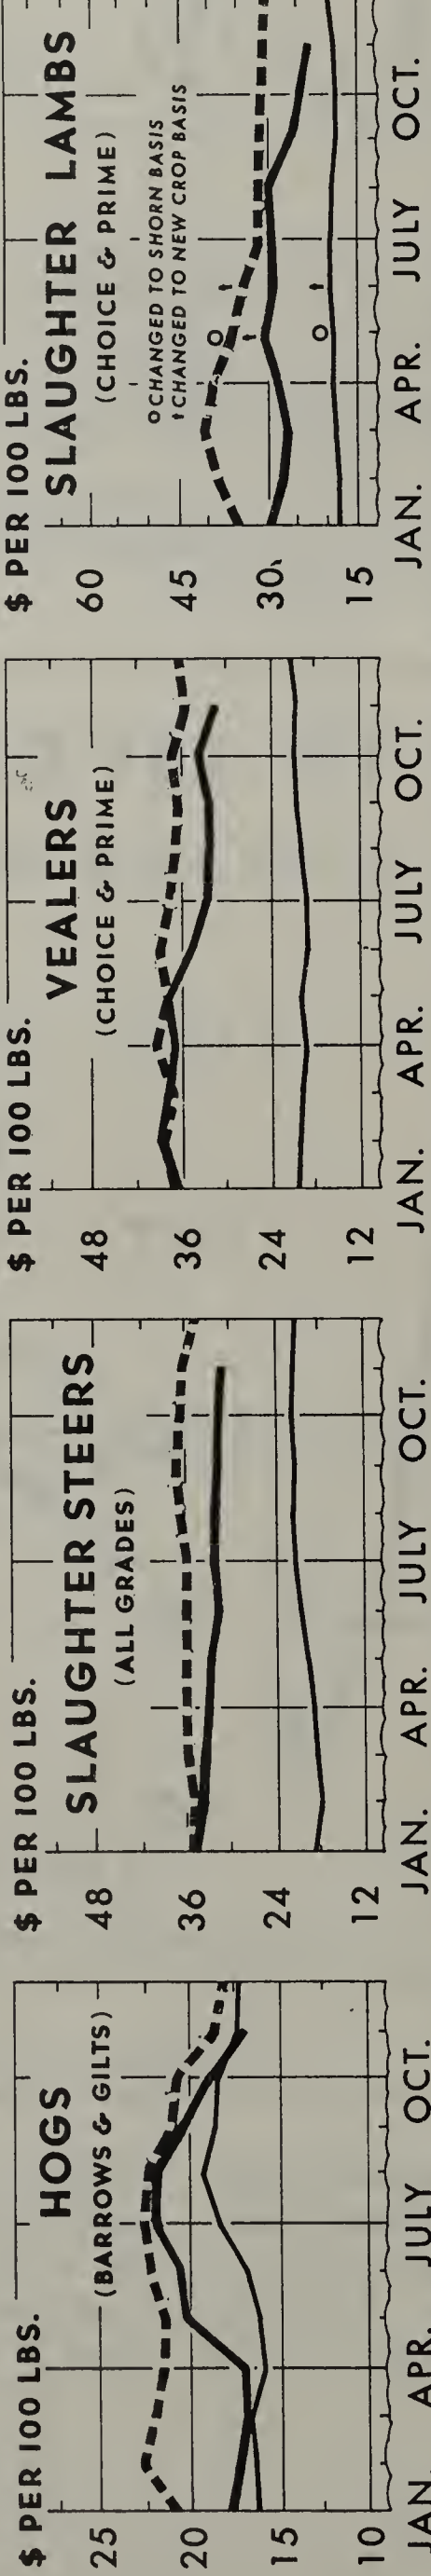 $ PER 100 LBS.
HOGS
(BARROWS & GILTS)
25
20
15
10
JAN. APR. JULY OCT.
$ PER 100 LBS.
SLAUGHTER STEERS
(ALL GRADES)
48
36
24
12
JAN. APR. JULY OCT.
$ PER 100 LBS.
VEALERS
(CHOICE & PRIME)
48
36
24
12
JAN. APR. JULY OCT.
$ PER 100 LBS.
SLAUGHTER LAMBS
(CHOICE & PRIME)
O CHANGED TO SHORN BASIS
† CHANGED TO NEW CROP BASIS
60
45
30
15
JAN. APR. JULY OCT.